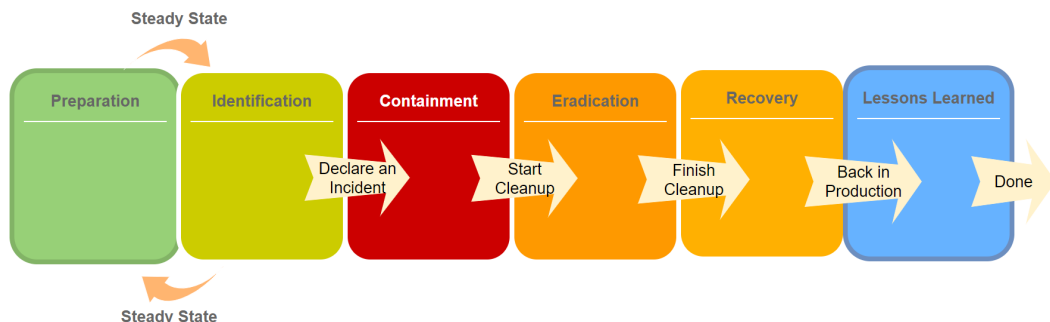 Steady State
Preparation
Identification
Containment
Eradication
Recovery
Lessons Learned
Declare an
Incident
Start
Cleanup
Finish
Cleanup
Back in
Production
Done
Steady State